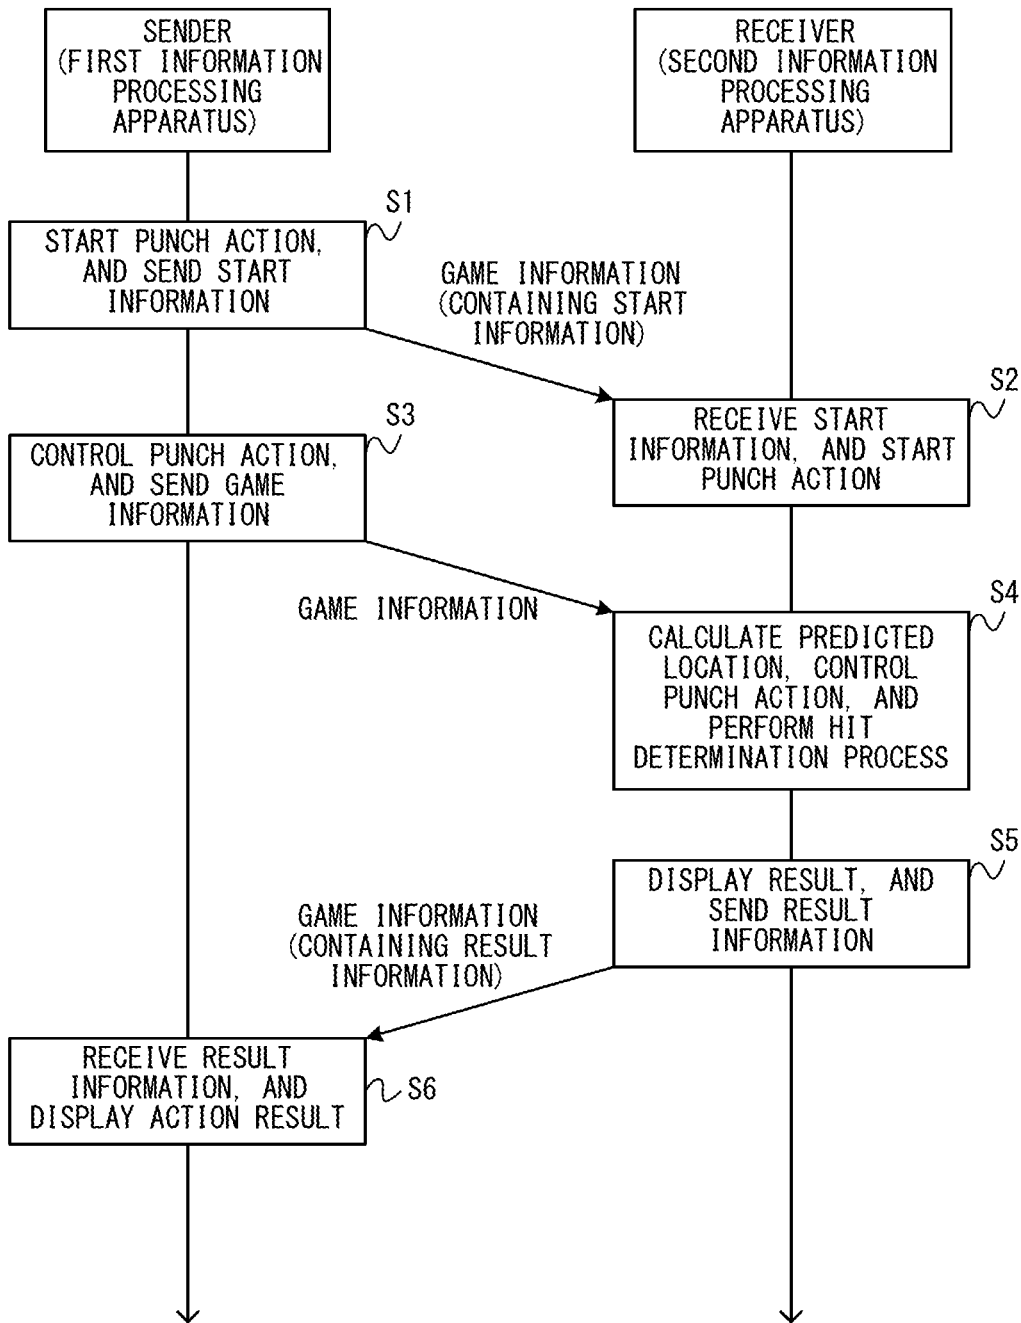 SENDER
(FIRST INFORMATION
PROCESSING
APPARATUS)
RECEIVER
(SECOND INFORMATION
PROCESSING
APPARATUS)
S1
START PUNCH ACTION,
AND SEND START
INFORMATION
GAME INFORMATION
(CONTAINING START
INFORMATION)
S2
RECEIVE START
INFORMATION, AND START
PUNCH ACTION
S3
CONTROL PUNCH ACTION,
AND SEND GAME
INFORMATION
GAME INFORMATION
S4
CALCULATE PREDICTED
LOCATION, CONTROL
PUNCH ACTION, AND
PERFORM HIT
DETERMINATION PROCESS
S5
DISPLAY RESULT, AND
SEND RESULT
INFORMATION
GAME INFORMATION
(CONTAINING RESULT
INFORMATION)
RECEIVE RESULT
INFORMATION, AND
DISPLAY ACTION RESULT
S6